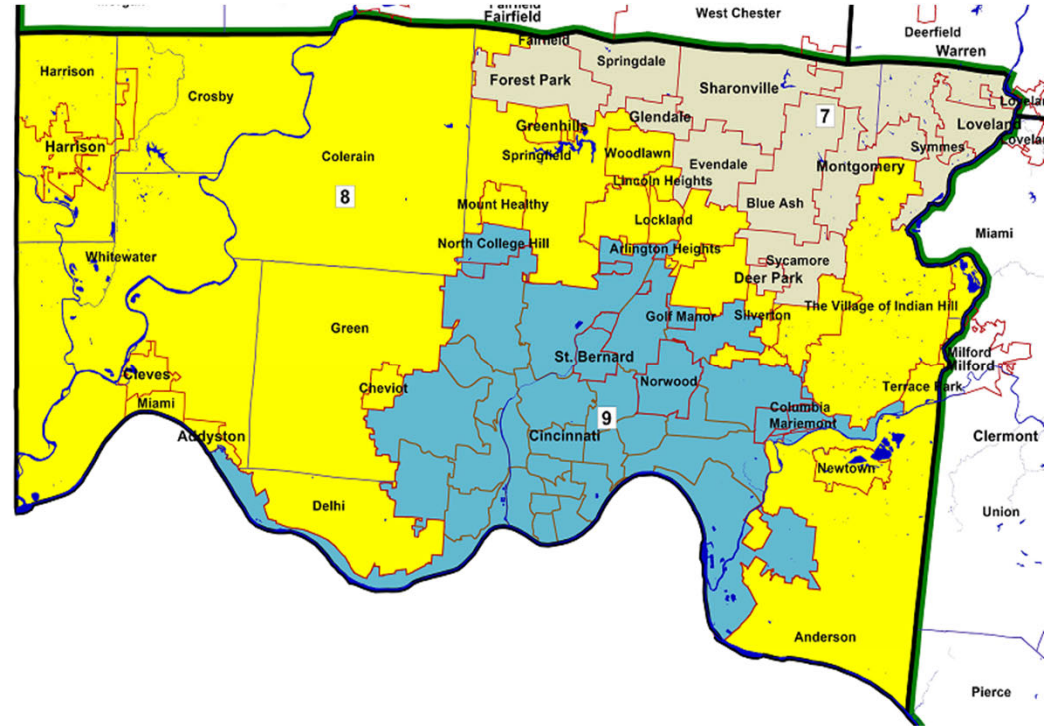 Fairfield
Fairfield
West Chester
Deerfield
Warren
Fairfield
Harrison
Crosby
Forest Park
Springdale
Sharonville
7
Loveland
Harrison
Colerain
Greenhills
Glendale
Springfield
Woodlawn
Evendale
Montgomery
Symmes
8
Lincoln Heights
Mount Healthy
Lockland
Blue Ash
Miami
North College Hill
Arlington Heights
Whitewater
Sycamore
Deer Park
The Village of Indian Hill
Green
Golf Manor
Silverton
St. Bernard
Milford
Milford
Cleves
Cheviot
Norwood
Terrace Park
Miami
Columbia
Mariemont
9
Addyston
Cincinnati
Clermont
Newtown
Delhi
Union
Anderson
Pierce